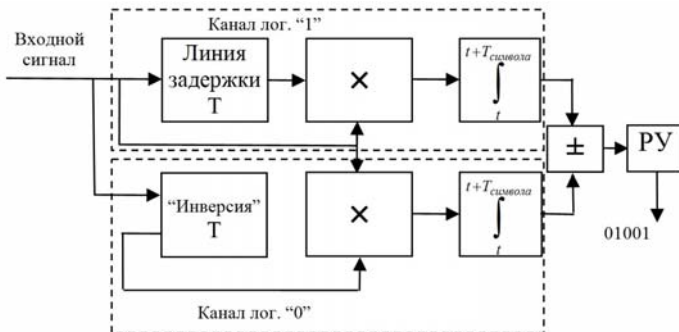 Канал лог. “1”
Входной
сигнал
Линия
задержки
T
×
t+Tсимвола
∫
t
±
РУ
“Инверсия”
T
×
t+Tсимвола
∫
t
01001
Канал лог. “0”